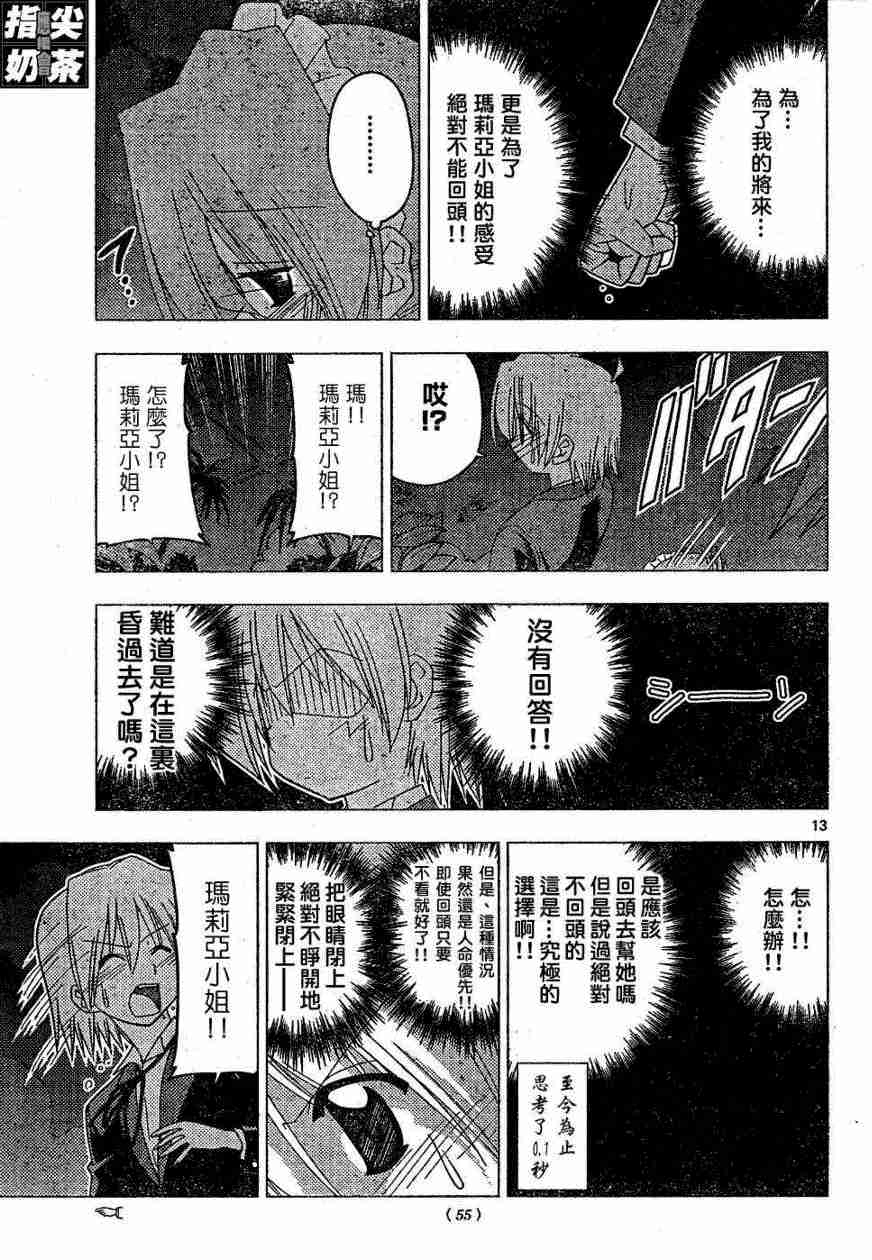 指尖
奶茶
為…
為了我的將來…
更是為了
瑪莉亞小姐的感受
絕對不能回頭!!
………
バターン
哎!?
瑪!!
瑪莉亞小姐!?
怎麼了!?
瑪莉亞小姐!?
シーーン
沒有回答!!
難道是在這裏
昏過去了嗎?
13
怎…!!
怎麼辦!!
是應該
回頭去幫她嗎
但是說過絕對
不回頭的
這是…究極的
選擇啊!!
至今為止
思考了0.1秒
但是、這種情況
果然還是人命優先!!
即使回頭只要
不看就好了!!
把眼睛閉上
絕對不睜開地
緊緊閉上——
瑪莉亞小姐!!
(55)